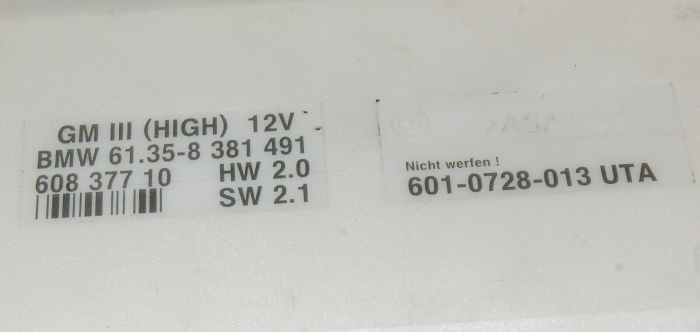 GM III (HIGH) 12V
BMW 61.35-8 381 491
608 377 10 HW 2.0
SW 2.1
Nicht werfen !
601-0728-013 UTA